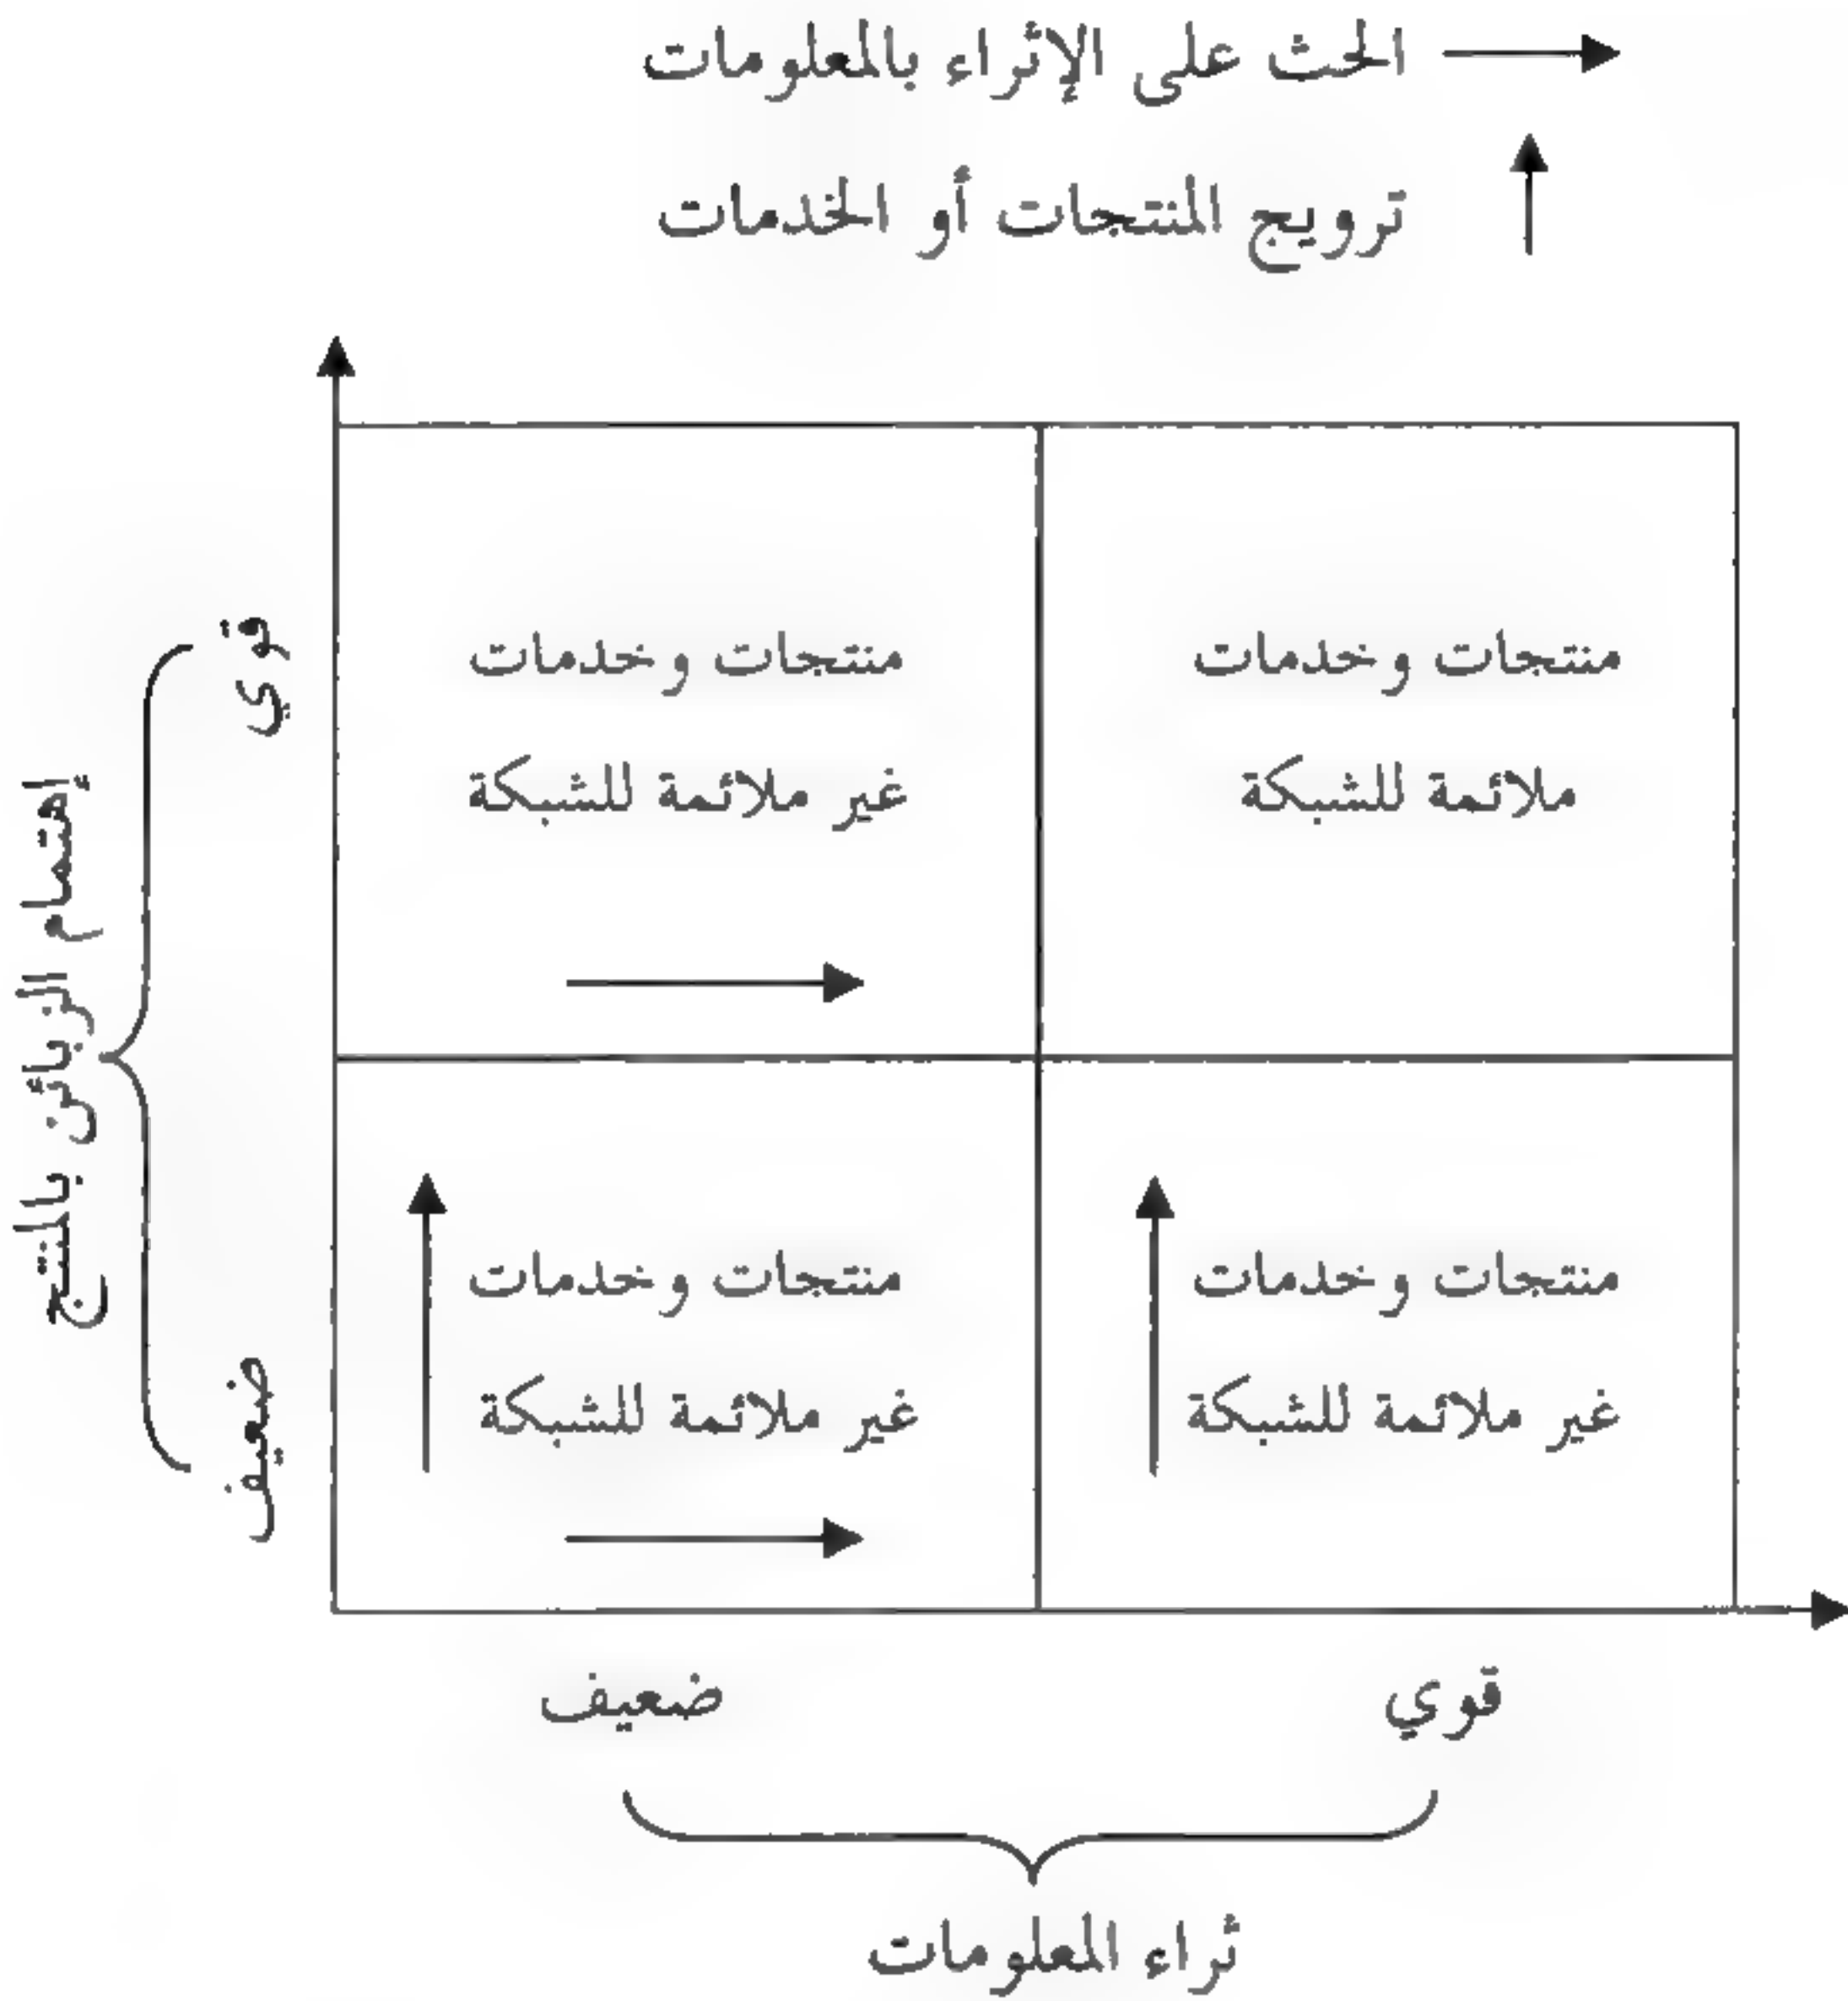 الحث على الإثراء بالمعلومات
ترويج المنتجات أو الخدمات
منتجات وخدمات
ملائمة للشبكة
منتجات وخدمات
غير ملائمة للشبكة
قوي
إهتمام الزبائن بالمنتج
منتجات وخدمات
غير ملائمة للشبكة
منتجات وخدمات
غير ملائمة للشبكة
ضعيف
قوي
ضعيف
ثراء المعلومات